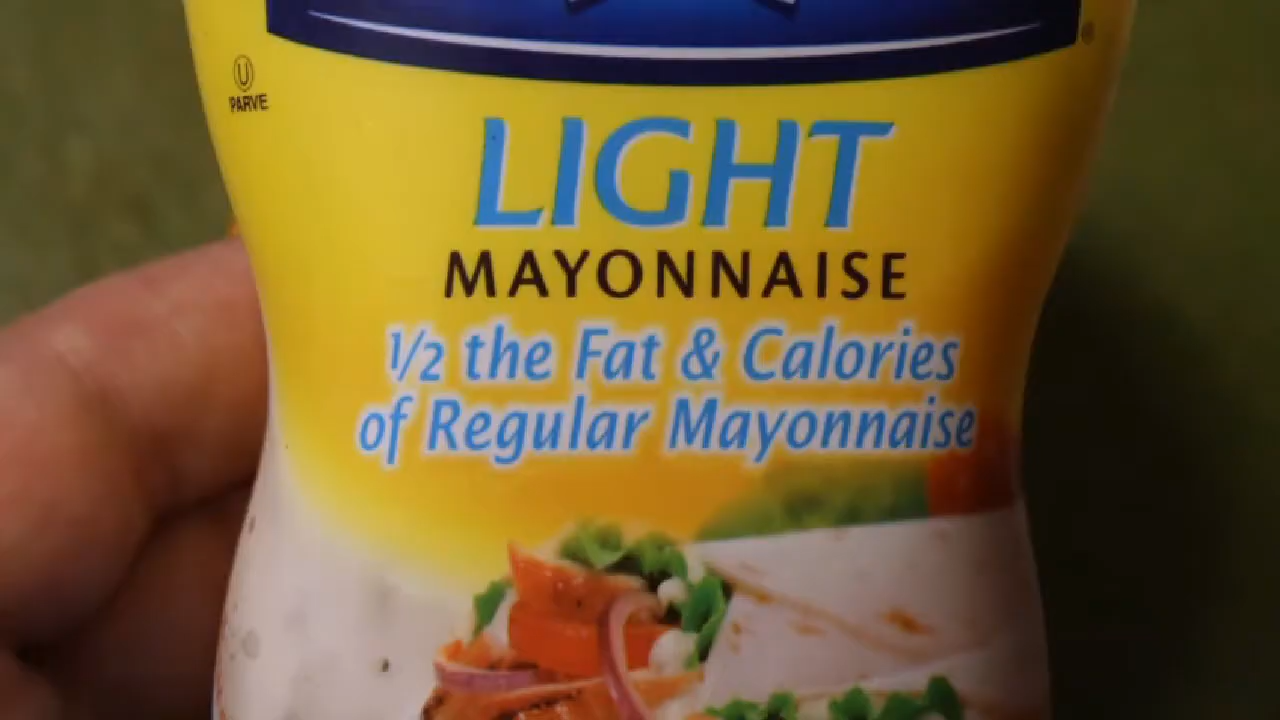 U
PARVE
LIGHT
MAYONNAISE
1/2 the Fat & Calories
of Regular Mayonnaise